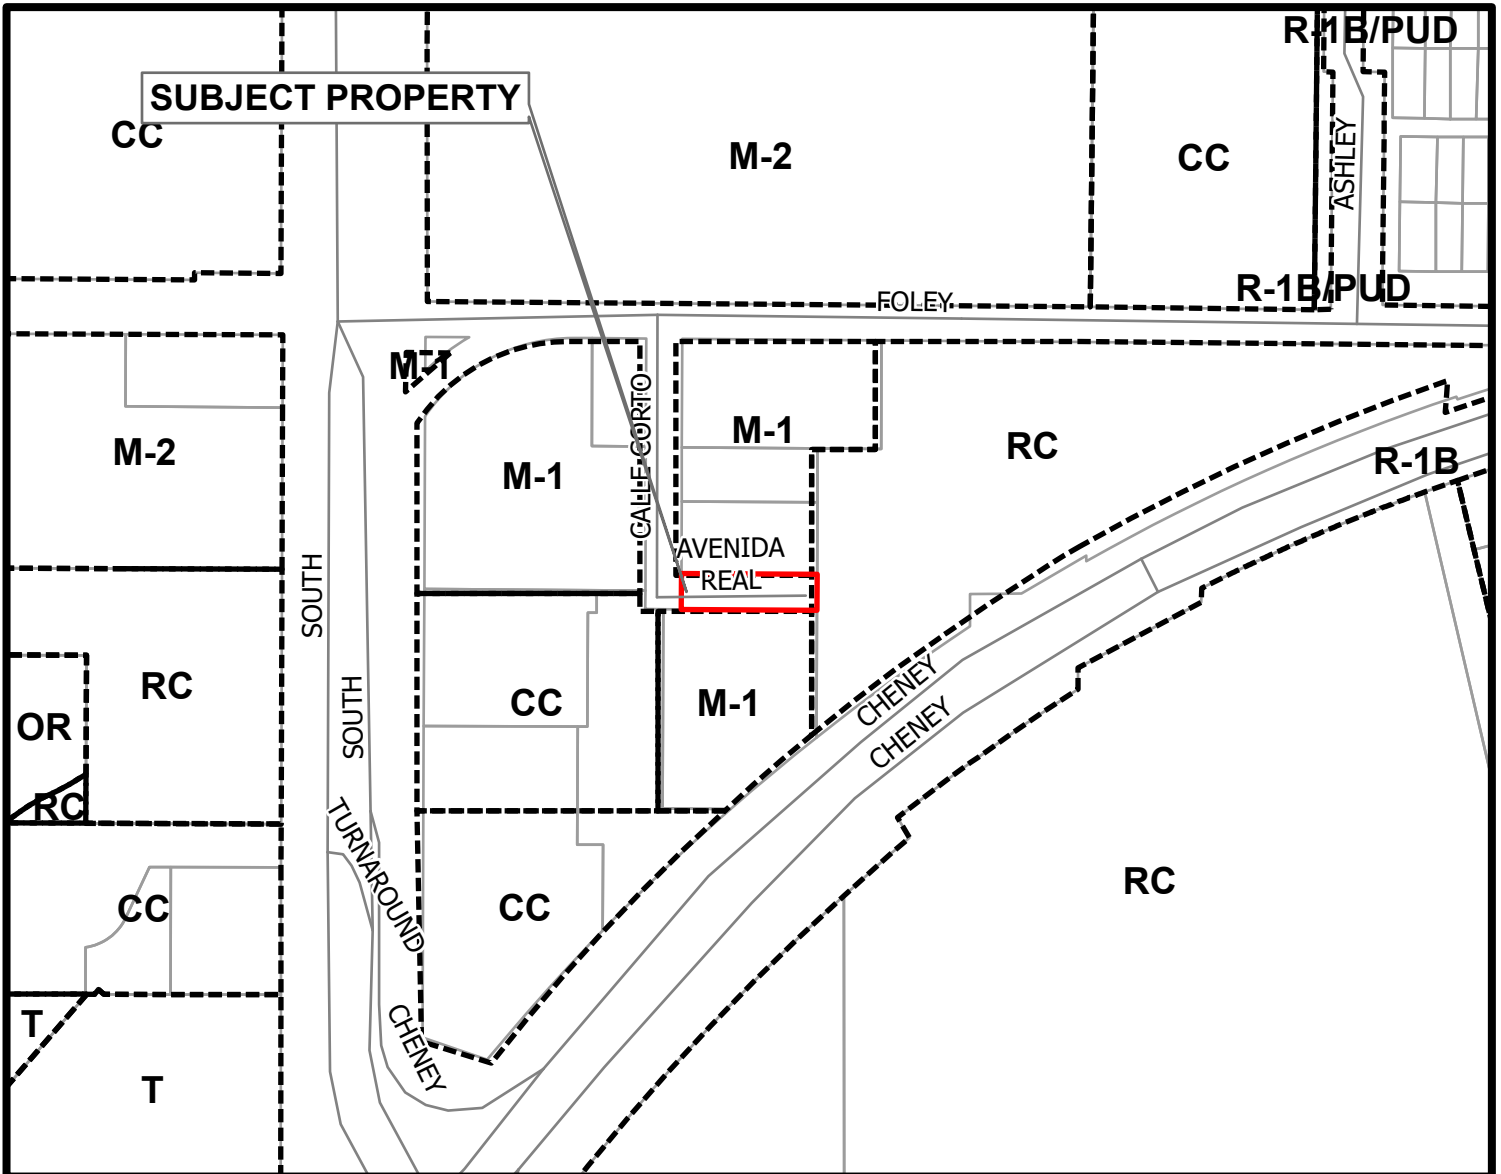 R-1B/PUD
SUBJECT PROPERTY
CC
M-2
CC
ASHLEY
R-1B/PUD
FOLEY
M-1
CALLE CORTO
M-1
RC
M-2
M-1
R-1B
AVENIDA
REAL
SOUTH
RC
SOUTH
CC
M-1
CHENEY
CHENEY
OR
RC
TURNAROUND
CC
CC
RC
T
CHENEY
T